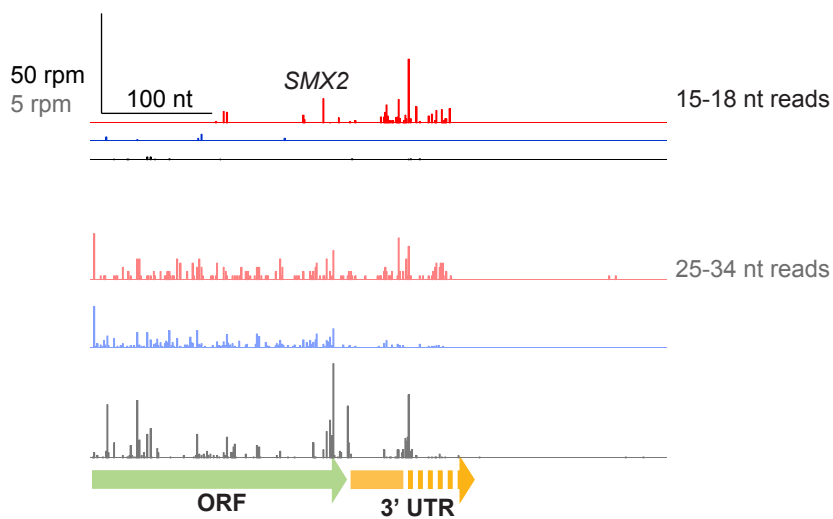 50 rpm
5 rpm
100 nt
SMX2
15-18 nt reads
25-34 nt reads
ORF
3' UTR